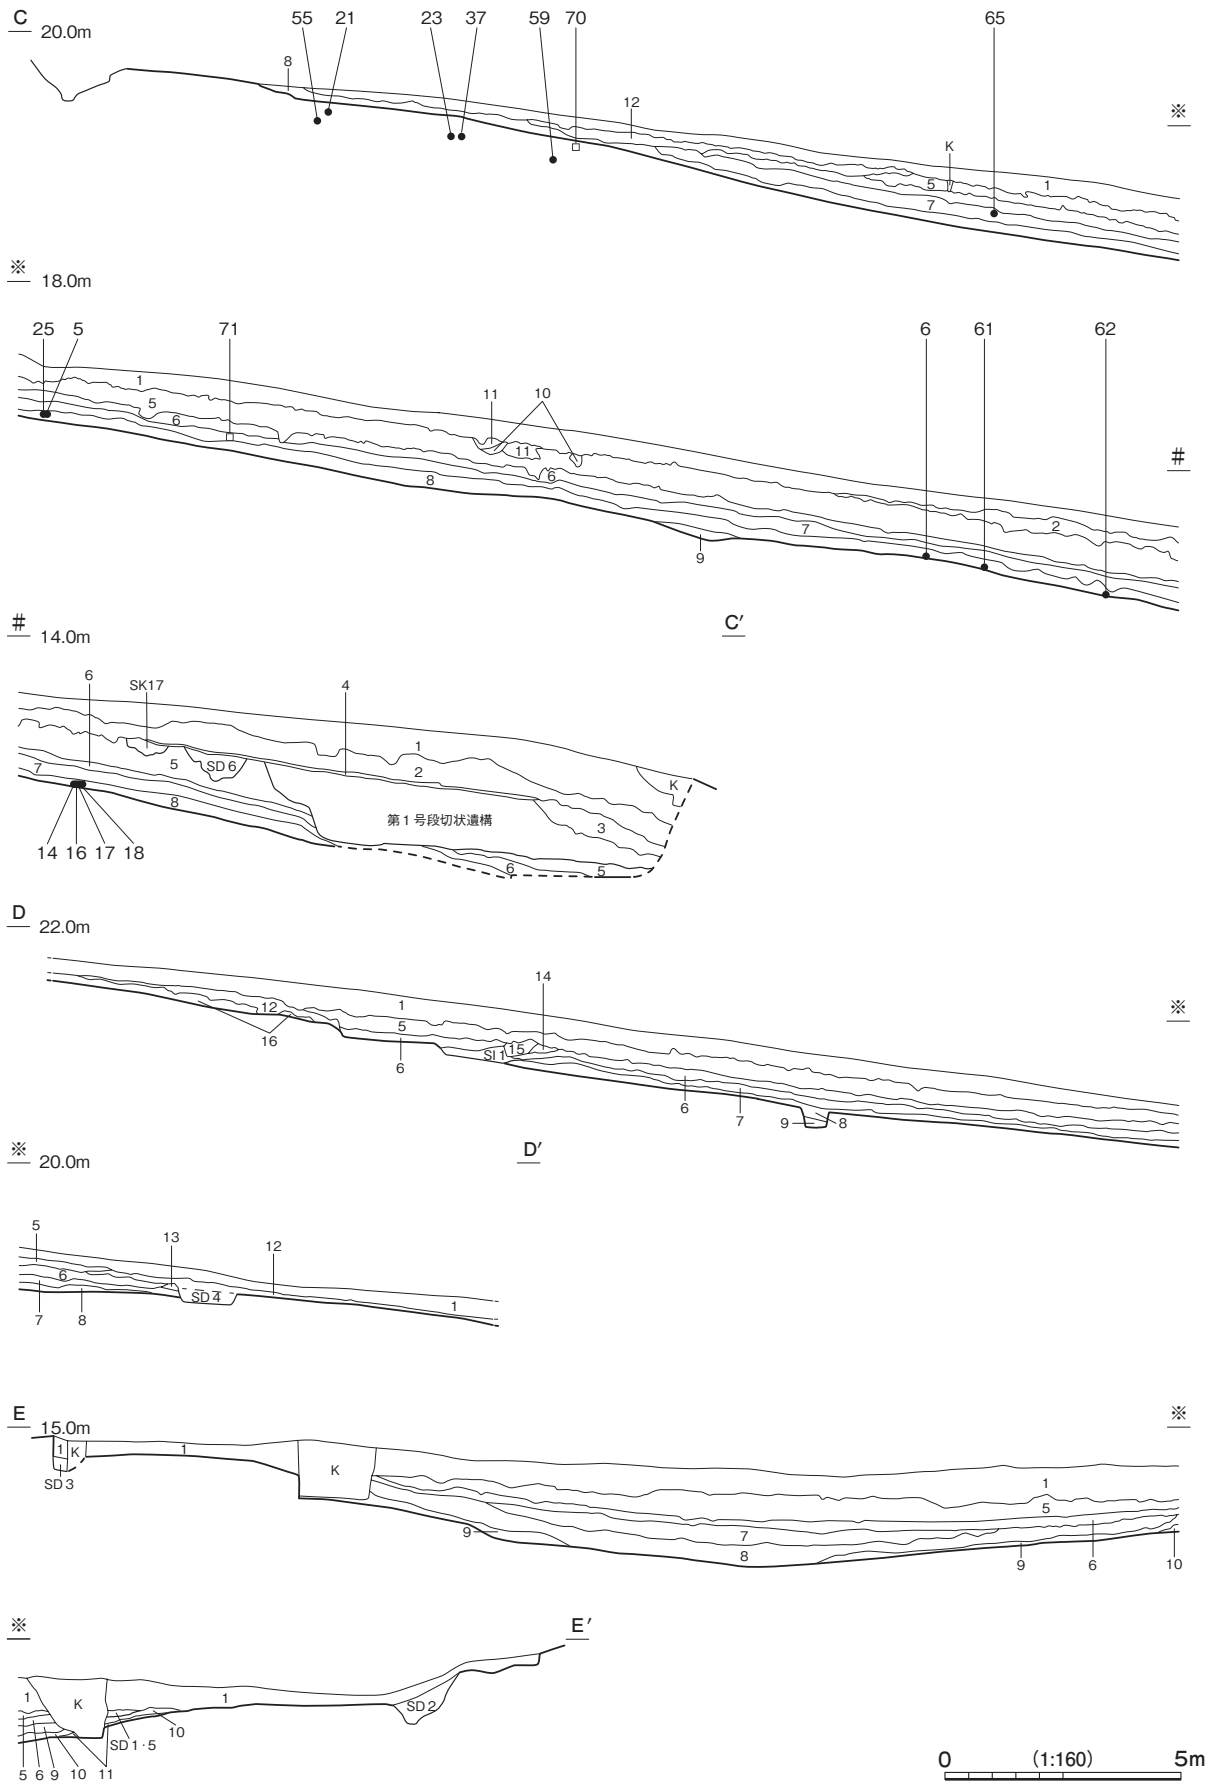 C 20.0m
55 21 23 37 59 70 65
8 12 K ※
5 1
7
※ 18.0m
25 5 71 6 61 62
1 11 10
5 6 11 #
8 6 7 2
9
# 14.0m C′
6 SK17 4
1
7 5 SD 6 2 K
8 第1号段切状遺構 3
14 16 17 18
6 5
D 22.0m
14
12 1 ※
16 5 SI 1 15
6 6 7 9 8
※ 20.0m D′
5 13 12
6
SD 4 1
7 8
E 15.0m ※
1 K 1 K 1
SD 3 5
9 7
8 9 6 10
※ E′
1 K 1 SD 2
SD 1・5 10
5 6 9 10 11
0 (1:160) 5m